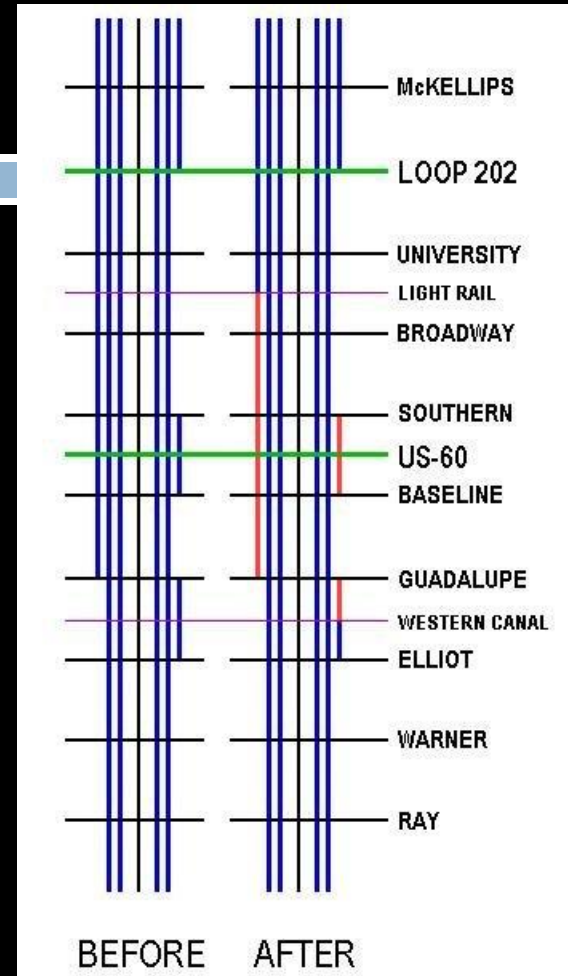 McKELLIPS
LOOP 202
UNIVERSITY
LIGHT RAIL
BROADWAY
SOUTHERN
US-60
BASELINE
GUADALUPE
WESTERN CANAL
ELLIOT
WARNER
RAY
BEFORE AFTER